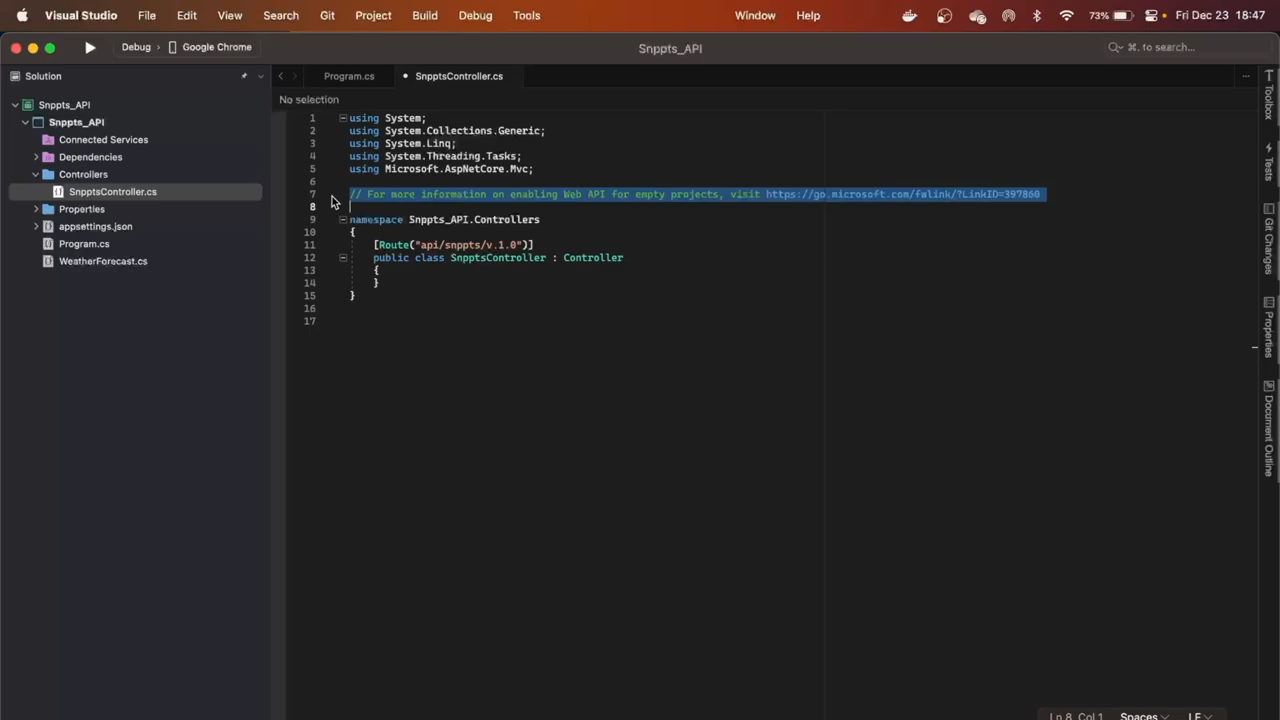 Visual Studio File Edit View Search Git Project Build Debug Tools Window Help 73% Fri Dec 23 18:47
Debug › Google Chrome Snppts_API ⌘. to search...
Solution
Snppts_API
Snppts_API
Connected Services
Dependencies
Controllers
SnpptsController.cs
Properties
appsettings.json
Program.cs
WeatherForecast.cs
Program.cs SnpptsController.cs
No selection
1 using System;
2 using System.Collections.Generic;
3 using System.Linq;
4 using System.Threading.Tasks;
5 using Microsoft.AspNetCore.Mvc;
6
7 // For more information on enabling Web API for empty projects, visit https://go.microsoft.com/fwlink/?LinkID=397860
8
9 namespace Snppts_API.Controllers
10 {
11 [Route("api/snppts/v.1.0")]
12 public class SnpptsController : Controller
13 {
14 }
15 }
16
17
Toolbox
Tests
Git Changes
Properties
Document Outline
Ln 8, Col 1 Spaces LF